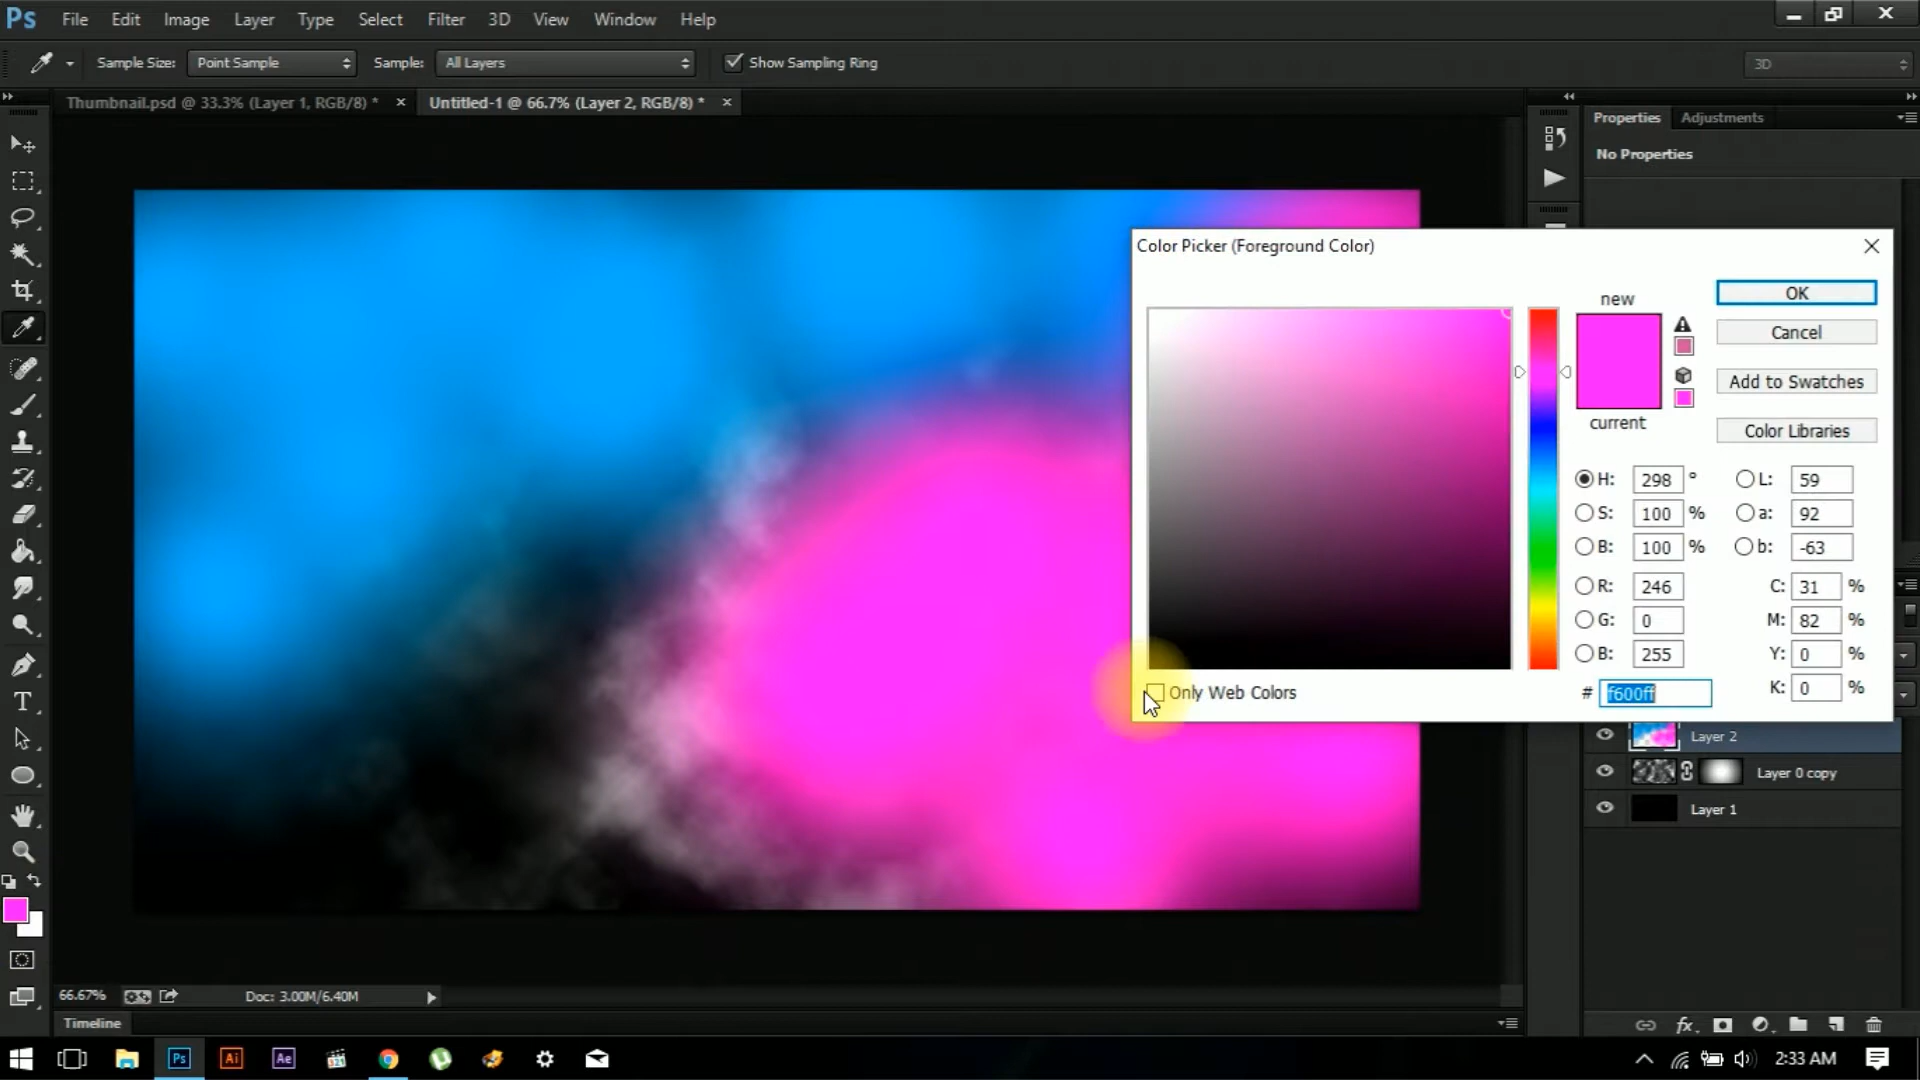 Ps File Edit Image Layer Type Select Filter 3D View Window Help
Sample Size: Point Sample Sample: All Layers Show Sampling Ring 3D
Thumbnail.psd @ 33.3% (Layer 1, RGB/8) * × Untitled-1 @ 66.7% (Layer 2, RGB/8) * ×
Properties Adjustments
No Properties
Color Picker (Foreground Color)
new
OK
Cancel
Add to Swatches
current
Color Libraries
H: 298 ° L: 59
S: 100 % a: 92
B: 100 % b: -63
R: 246 C: 31 %
G: 0 M: 82 %
B: 255 Y: 0 %
K: 0 %
Only Web Colors # f600ff
Layer 2
Layer 0 copy
Layer 1
T
66.67% Doc: 3.00M/6.40M
Timeline
fx
Ps Ai Ae 2:33 AM